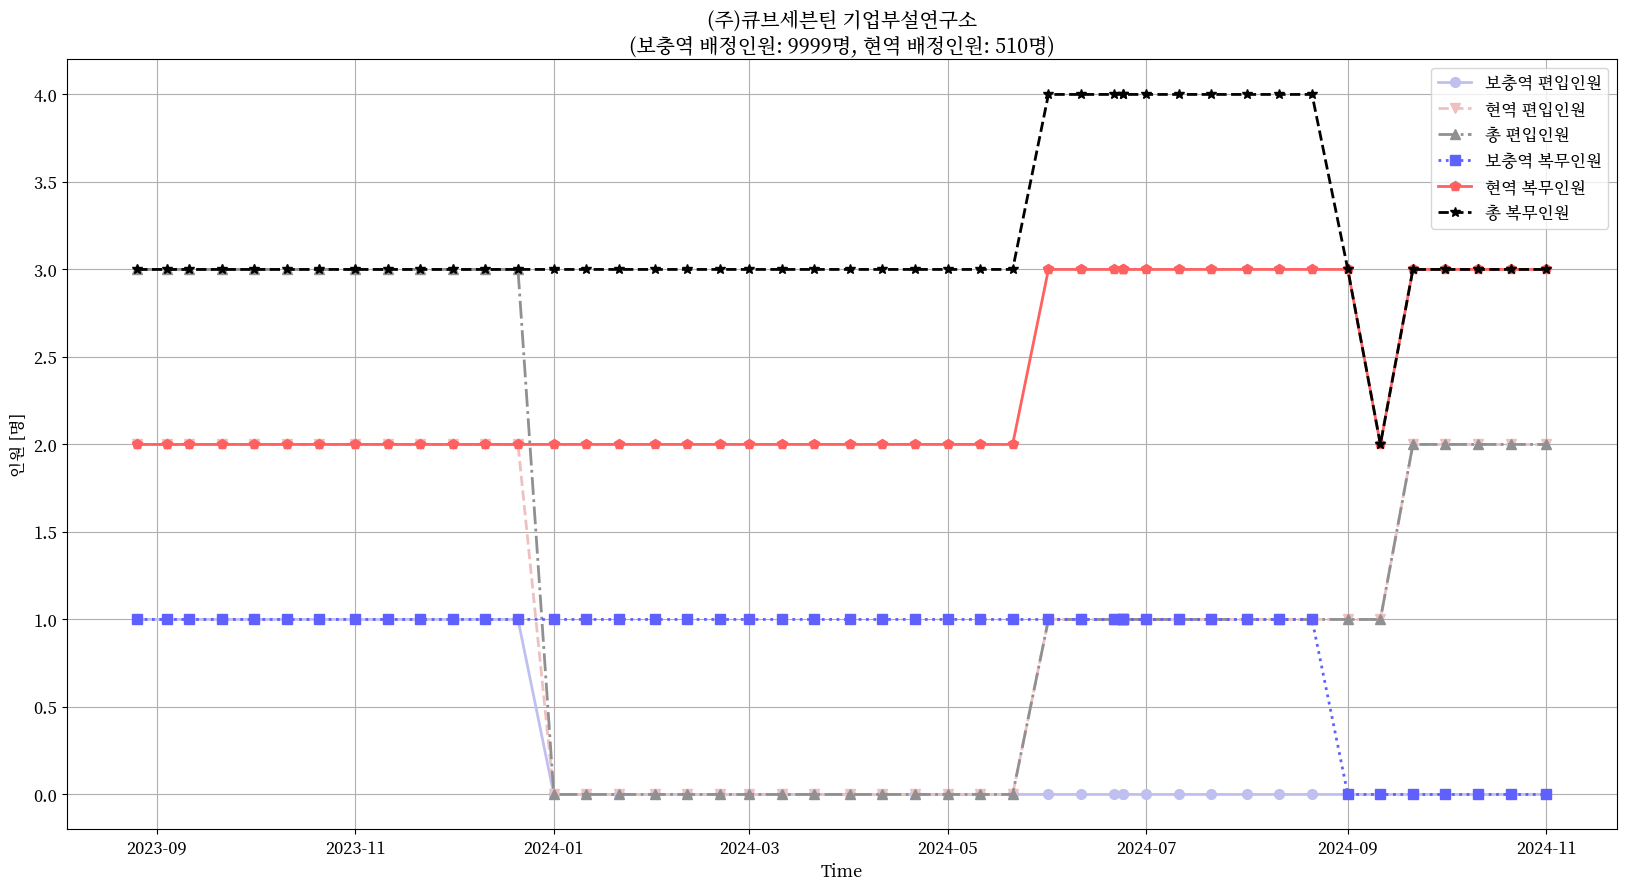 (주)큐브세븐틴 기업부설연구소
(보충역 배정인원: 9999명, 현역 배정인원: 510명)
인원 [명]
4.0
3.5
3.0
2.5
2.0
1.5
1.0
0.5
0.0
보충역 편입인원
현역 편입인원
총 편입인원
보충역 복무인원
현역 복무인원
총 복무인원
2023-09
2023-11
2024-01
2024-03
2024-05
2024-07
2024-09
2024-11
Time